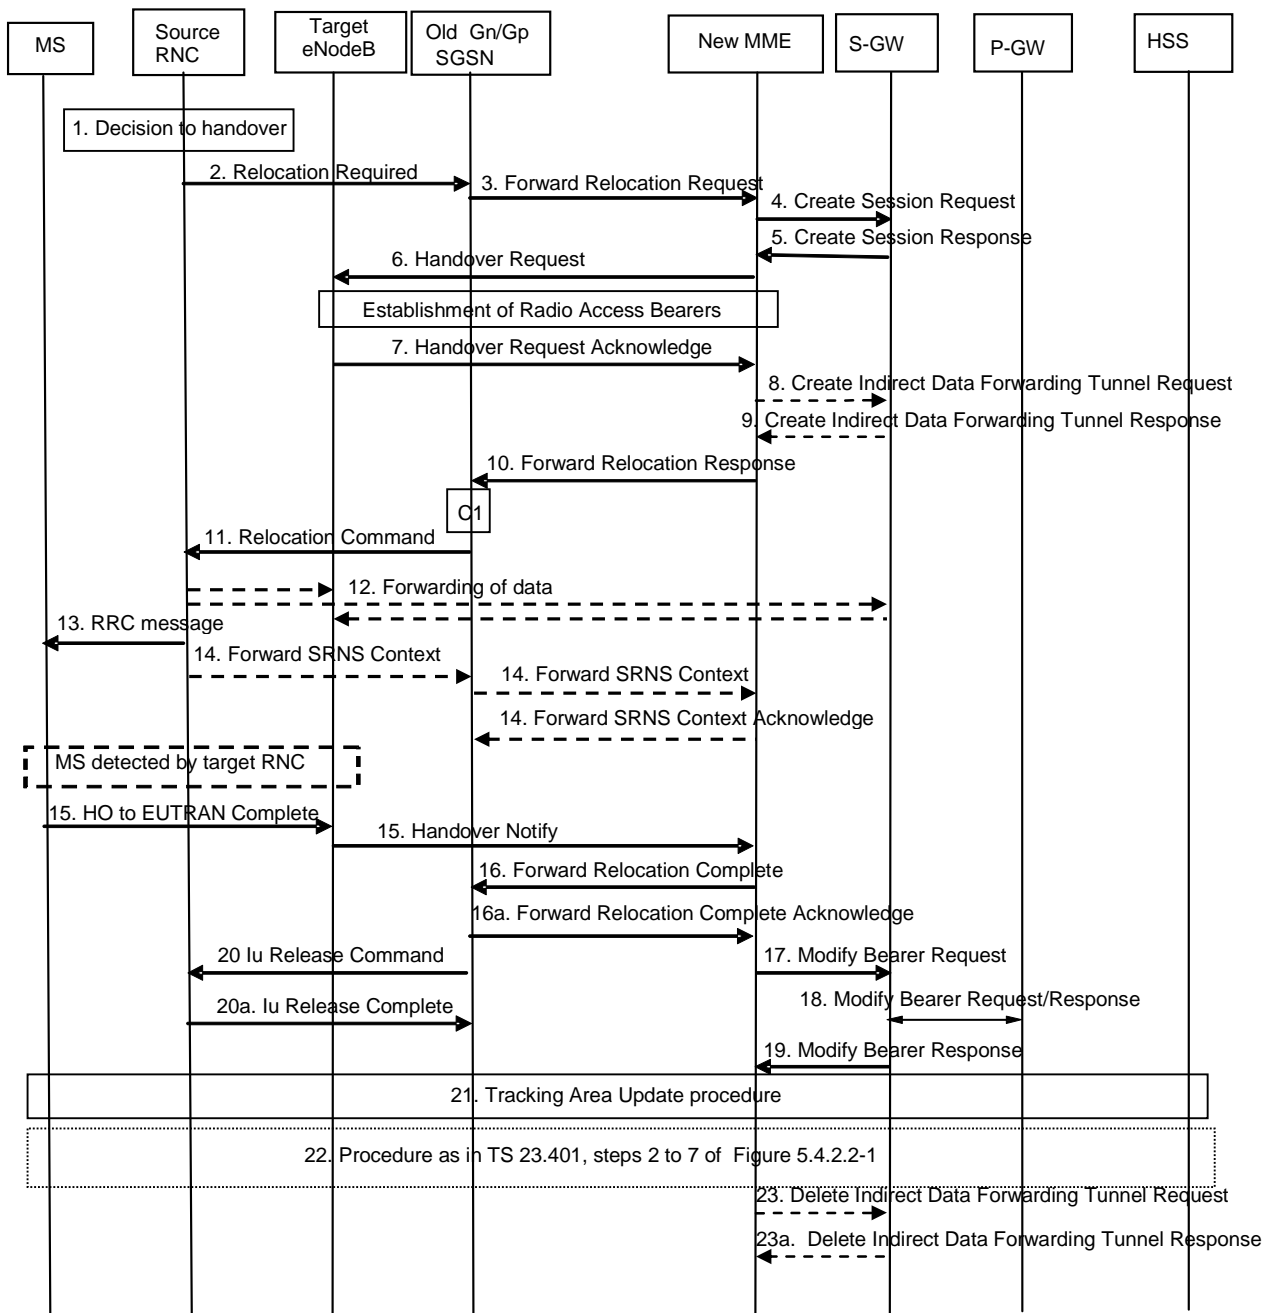 MS
Source
RNC
Target
eNodeB
Old Gn/Gp
SGSN
New MME
S-GW
P-GW
HSS
1. Decision to handover
2. Relocation Required
3. Forward Relocation Request
4. Create Session Request
5. Create Session Response
6. Handover Request
Establishment of Radio Access Bearers
7. Handover Request Acknowledge
8. Create Indirect Data Forwarding Tunnel Request
9. Create Indirect Data Forwarding Tunnel Response
10. Forward Relocation Response
C1
11. Relocation Command
12. Forwarding of data
13. RRC message
14. Forward SRNS Context
14. Forward SRNS Context
14. Forward SRNS Context Acknowledge
MS detected by target RNC
15. HO to EUTRAN Complete
15. Handover Notify
16. Forward Relocation Complete
16a. Forward Relocation Complete Acknowledge
20 Iu Release Command
17. Modify Bearer Request
20a. Iu Release Complete
18. Modify Bearer Request/Response
19. Modify Bearer Response
21. Tracking Area Update procedure
22. Procedure as in TS 23.401, steps 2 to 7 of Figure 5.4.2.2-1
23. Delete Indirect Data Forwarding Tunnel Request
23a. Delete Indirect Data Forwarding Tunnel Response